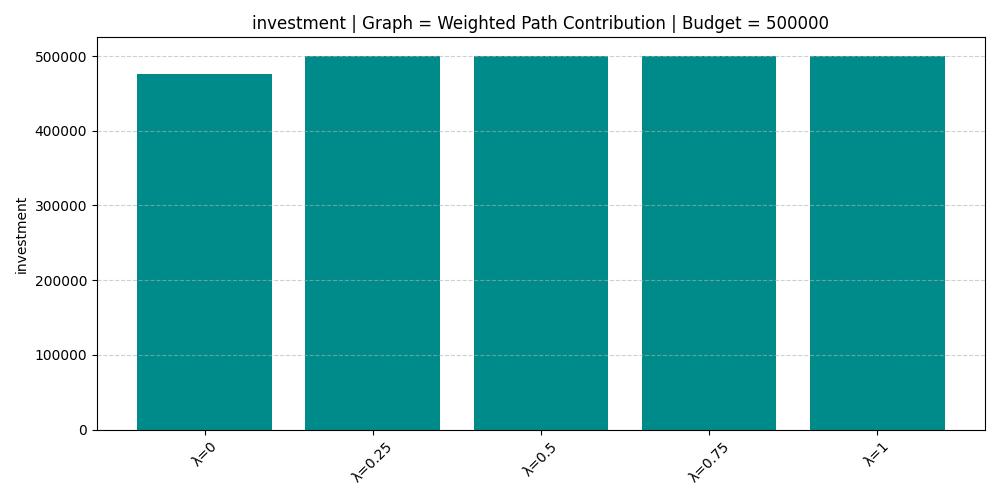 investment | Graph = Weighted Path Contribution | Budget = 500000
investment
500000
400000
300000
200000
100000
0
λ=0
λ=0.25
λ=0.5
λ=0.75
λ=1